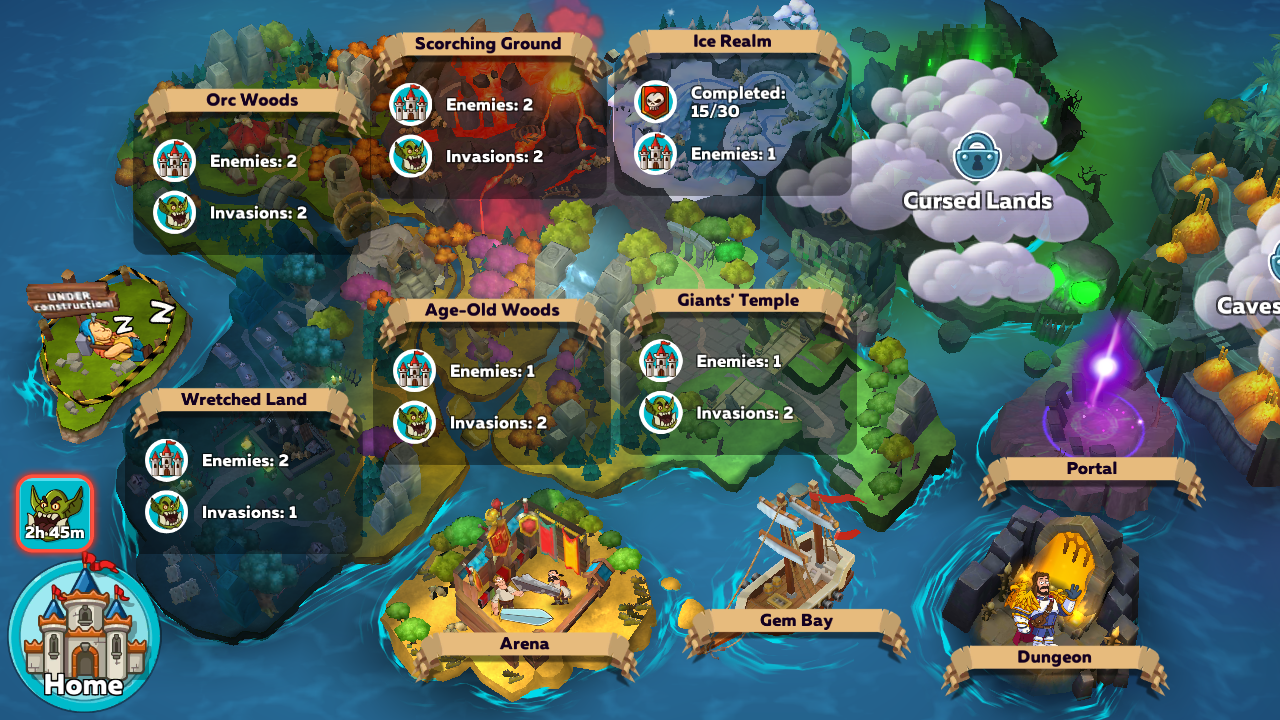 Scorching Ground
Enemies: 2
Invasions: 2
Ice Realm
Completed:
15/30
Enemies: 1
Orc Woods
Enemies: 2
Invasions: 2
Cursed Lands
UNDER
construction!
Z
Z
Age-Old Woods
Enemies: 1
Invasions: 2
Giants' Temple
Enemies: 1
Invasions: 2
Caves
Wretched Land
Enemies: 2
Invasions: 1
Portal
2h 45m
Home
Arena
Gem Bay
Dungeon